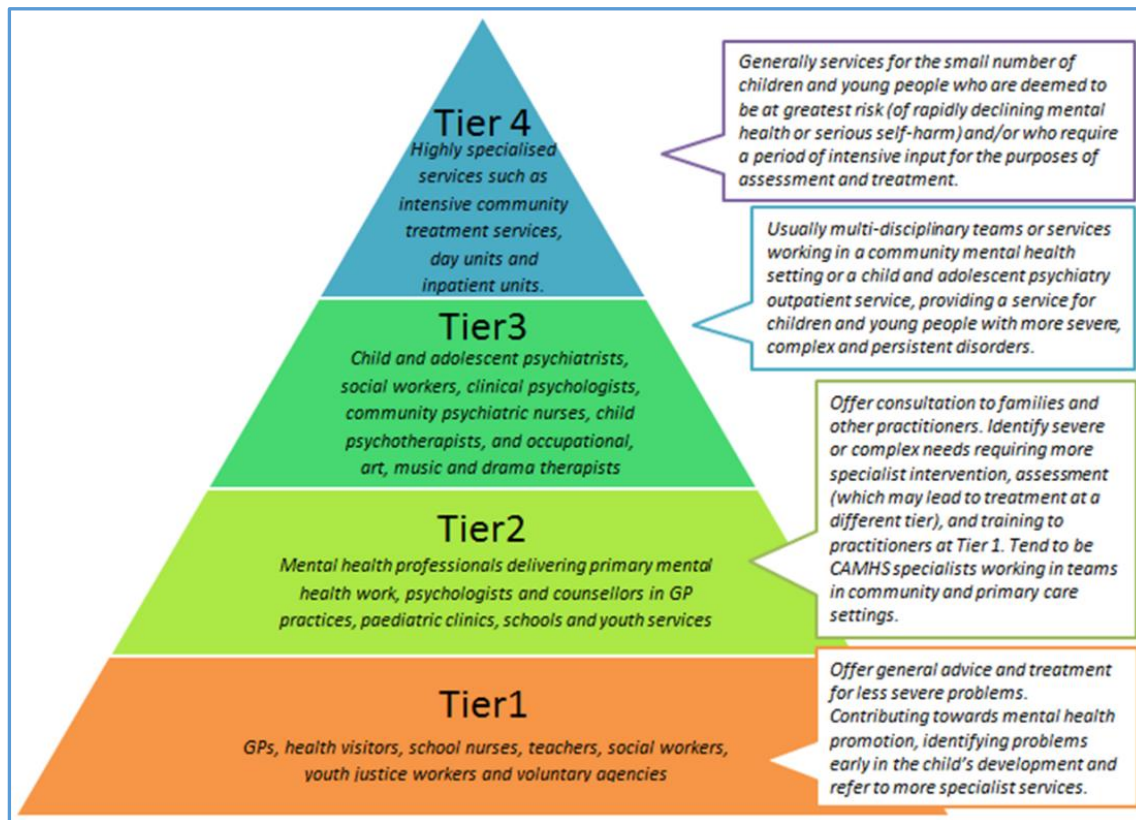 Tier 4
Highly specialised
services such as
intensive community
treatment services,
day units and
inpatient units.
Generally services for the small number of
children and young people who are deemed to
be at greatest risk (of rapidly declining mental
health or serious self-harm) and/or who require
a period of intensive input for the purposes of
assessment and treatment.
Tier3
Child and adolescent psychiatrists,
social workers, clinical psychologists,
community psychiatric nurses, child
psychotherapists, and occupational,
art, music and drama therapists
Usually multi-disciplinary teams or services
working in a community mental health
setting or a child and adolescent psychiatry
outpatient service, providing a service for
children and young people with more severe,
complex and persistent disorders.
Tier2
Mental health professionals delivering primary mental
health work, psychologists and counsellors in GP
practices, paediatric clinics, schools and youth services
Offer consultation to families and
other practitioners. Identify severe
or complex needs requiring more
specialist intervention, assessment
(which may lead to treatment at a
different tier), and training to
practitioners at Tier 1. Tend to be
CAMHS specialists working in teams
in community and primary care
settings.
Tier1
GPs, health visitors, school nurses, teachers, social workers,
youth justice workers and voluntary agencies
Offer general advice and treatment
for less severe problems.
Contributing towards mental health
promotion, identifying problems
early in the child's development and
refer to more specialist services.